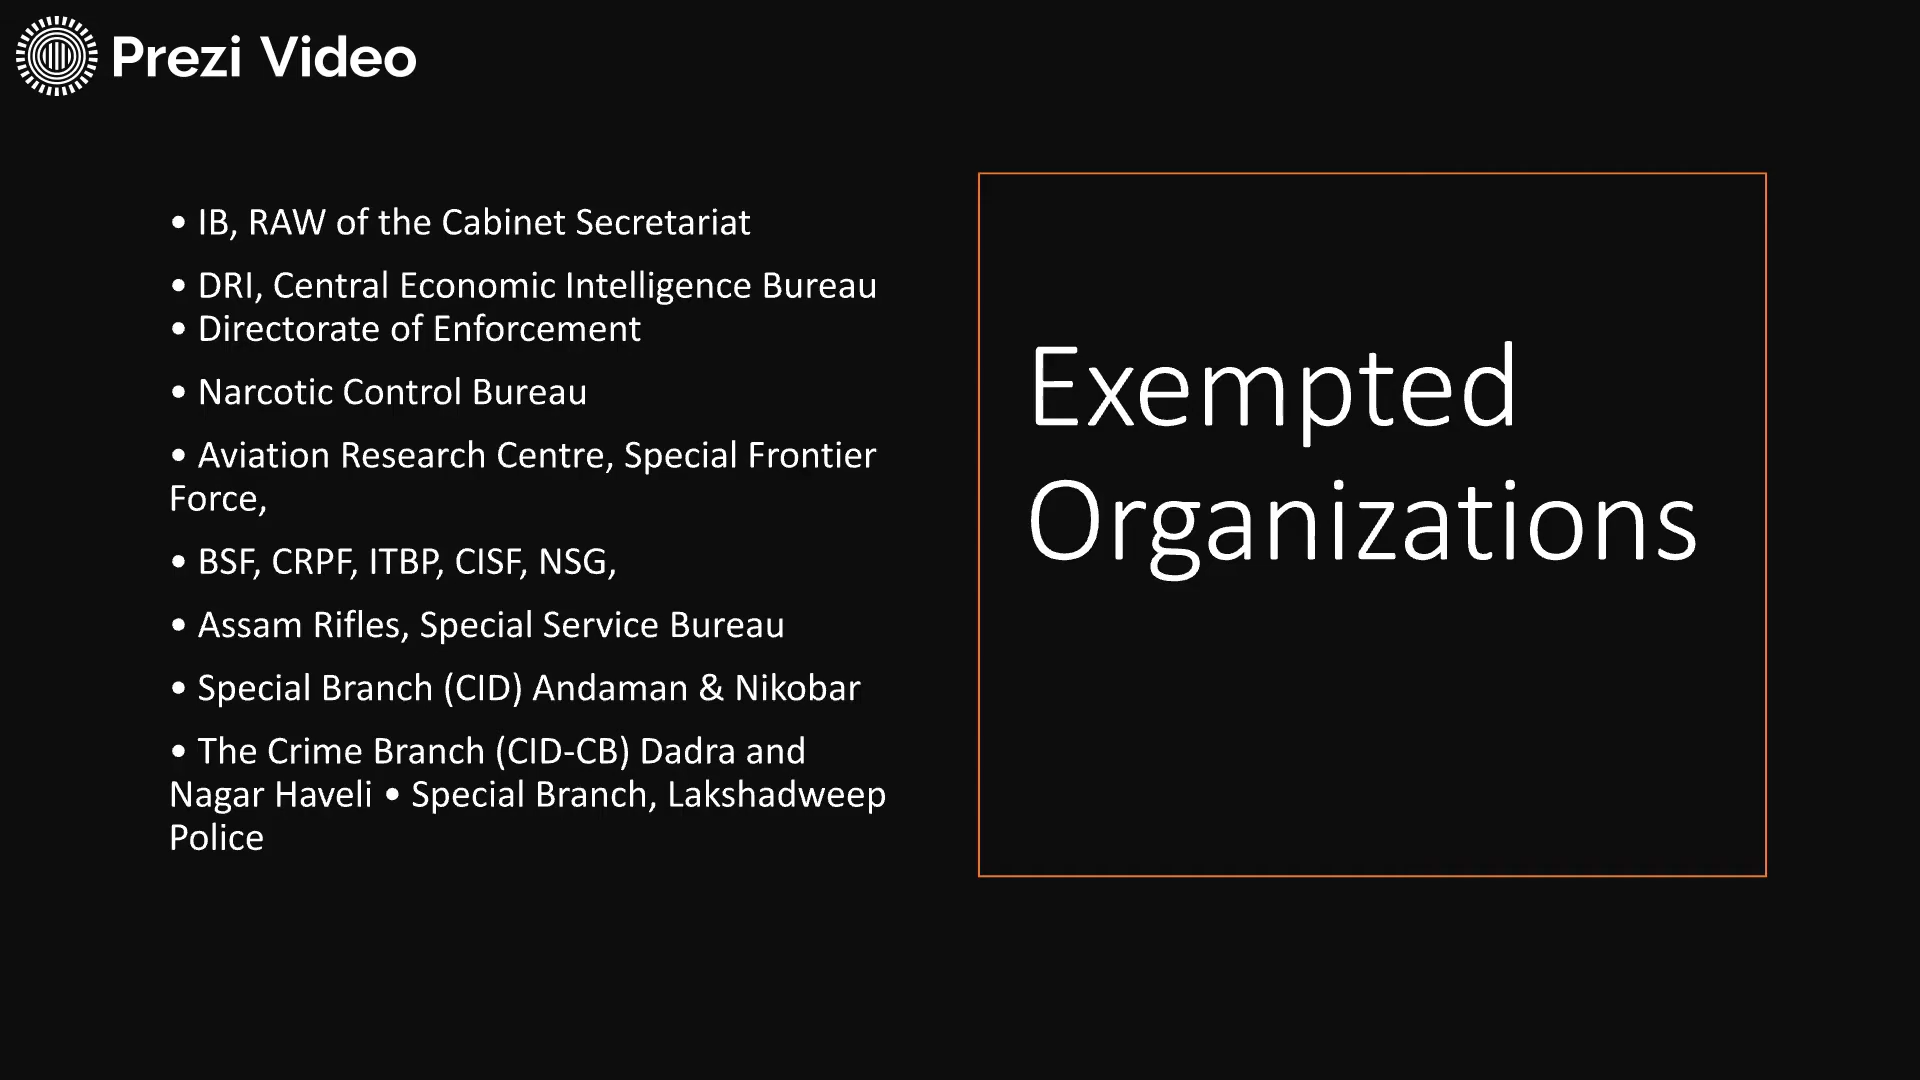 Prezi Video
• IB, RAW of the Cabinet Secretariat
• DRI, Central Economic Intelligence Bureau
• Directorate of Enforcement
• Narcotic Control Bureau
• Aviation Research Centre, Special Frontier
Force,
• BSF, CRPF, ITBP, CISF, NSG,
• Assam Rifles, Special Service Bureau
• Special Branch (CID) Andaman & Nikobar
• The Crime Branch (CID-CB) Dadra and
Nagar Haveli • Special Branch, Lakshadweep
Police
Exempted
Organizations